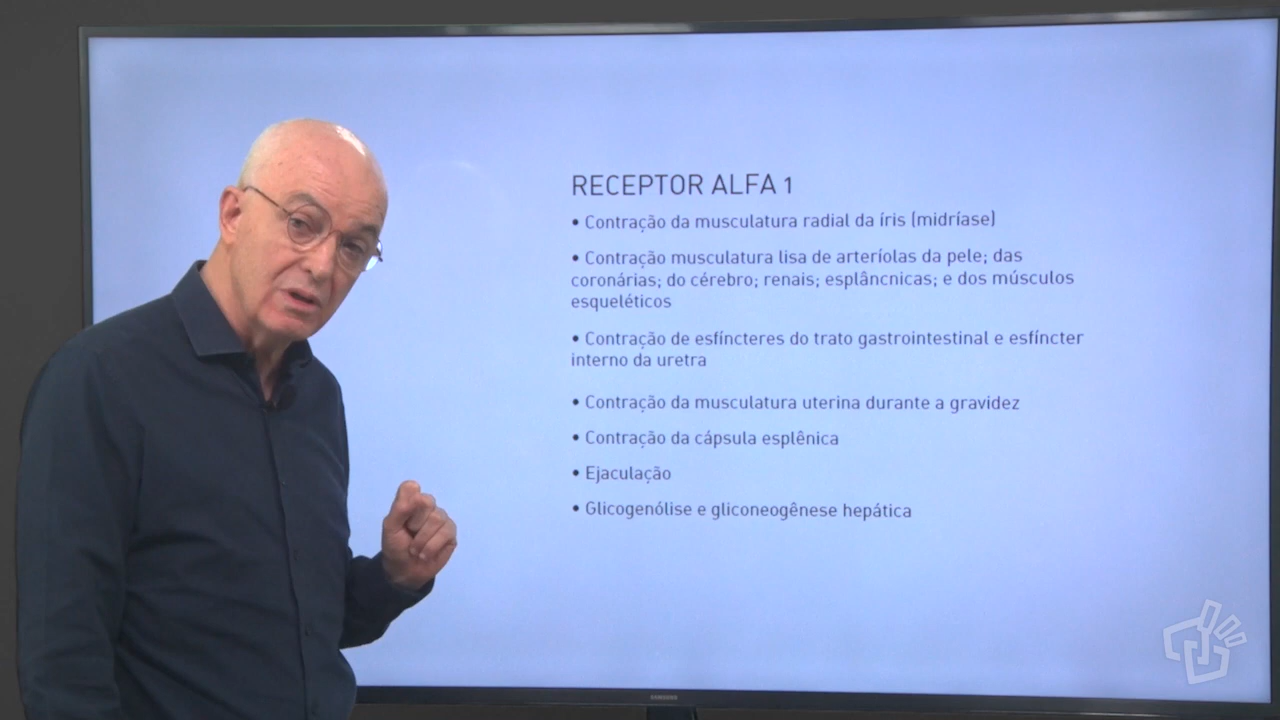 RECEPTOR ALFA 1
• Contração da musculatura radial da íris (midríase)
• Contração musculatura lisa de arteríolas da pele; das
coronárias; do cérebro; renais; esplâncnicas; e dos músculos
esqueléticos
• Contração de esfíncteres do trato gastrointestinal e esfíncter
interno da uretra
• Contração da musculatura uterina durante a gravidez
• Contração da cápsula esplênica
• Ejaculação
• Glicogenólise e gliconeogênese hepática
SAMSUNG